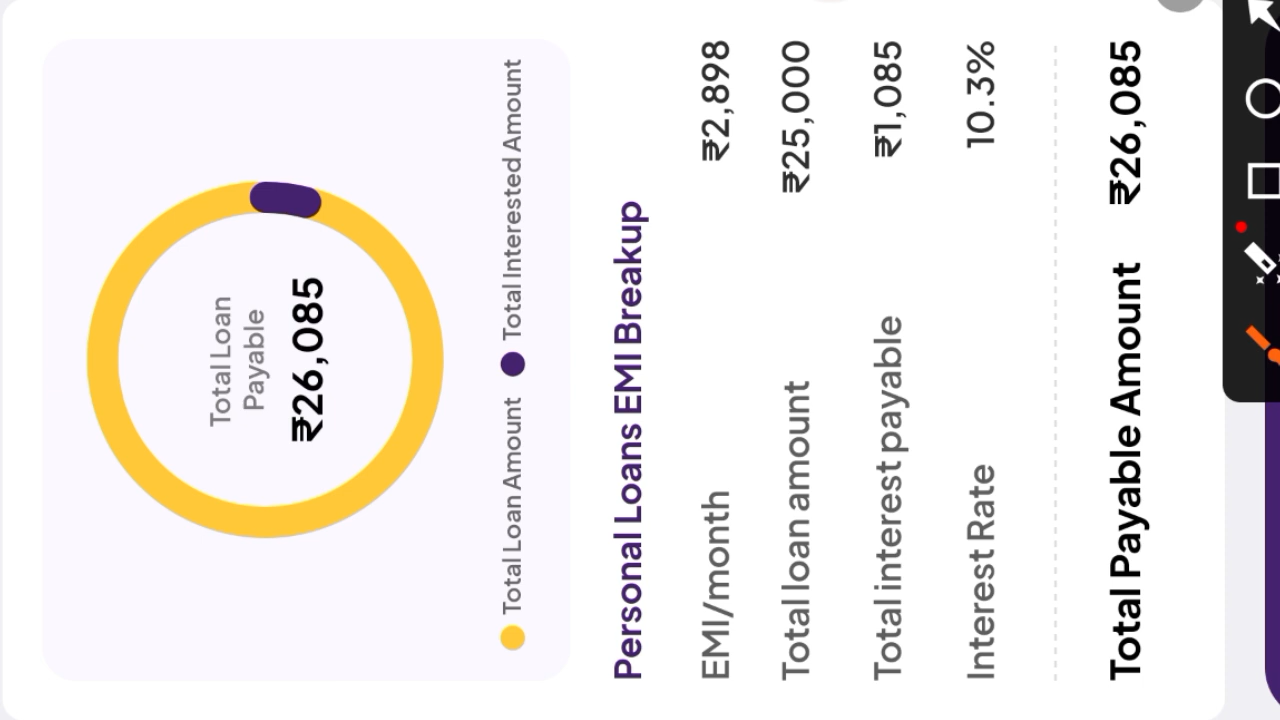 Total Loan
Payable
₹26,085
Total Loan Amount
Total Interested Amount
Personal Loans EMI Breakup
EMI/month ₹2,898
Total loan amount ₹25,000
Total interest payable ₹1,085
Interest Rate 10.3%
Total Payable Amount ₹26,085